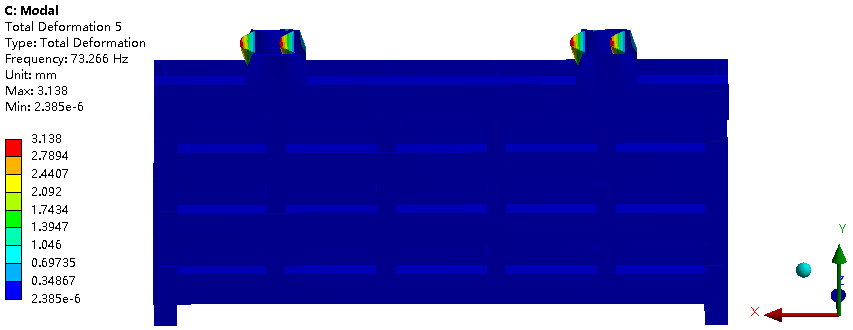 C: Modal
Total Deformation 5
Type: Total Deformation
Frequency: 73.266 Hz
Unit: mm
Max: 3.138
Min: 2.385e-6
3.138
2.7894
2.4407
2.092
1.7434
1.3947
1.046
0.69735
0.34867
2.385e-6
Y
Z
X